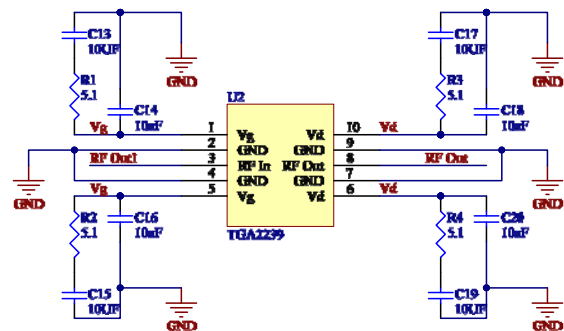 C13
10UF
R1
5.1
GND
C14
10nF
Vg
U2
C17
10UF
R3
5.1
GND
C18
10nF
Vd
1 Vg Vd 10
2 GND GND 9
RF Out1 3 RF In RF Out 8 RF Out
4 GND GND 7
Vg 5 Vg Vd 6 Vd
TGA2239
GND
GND
R2
5.1
C16
10nF
C15
10UF
GND
R4
5.1
C20
10nF
C19
10UF
GND